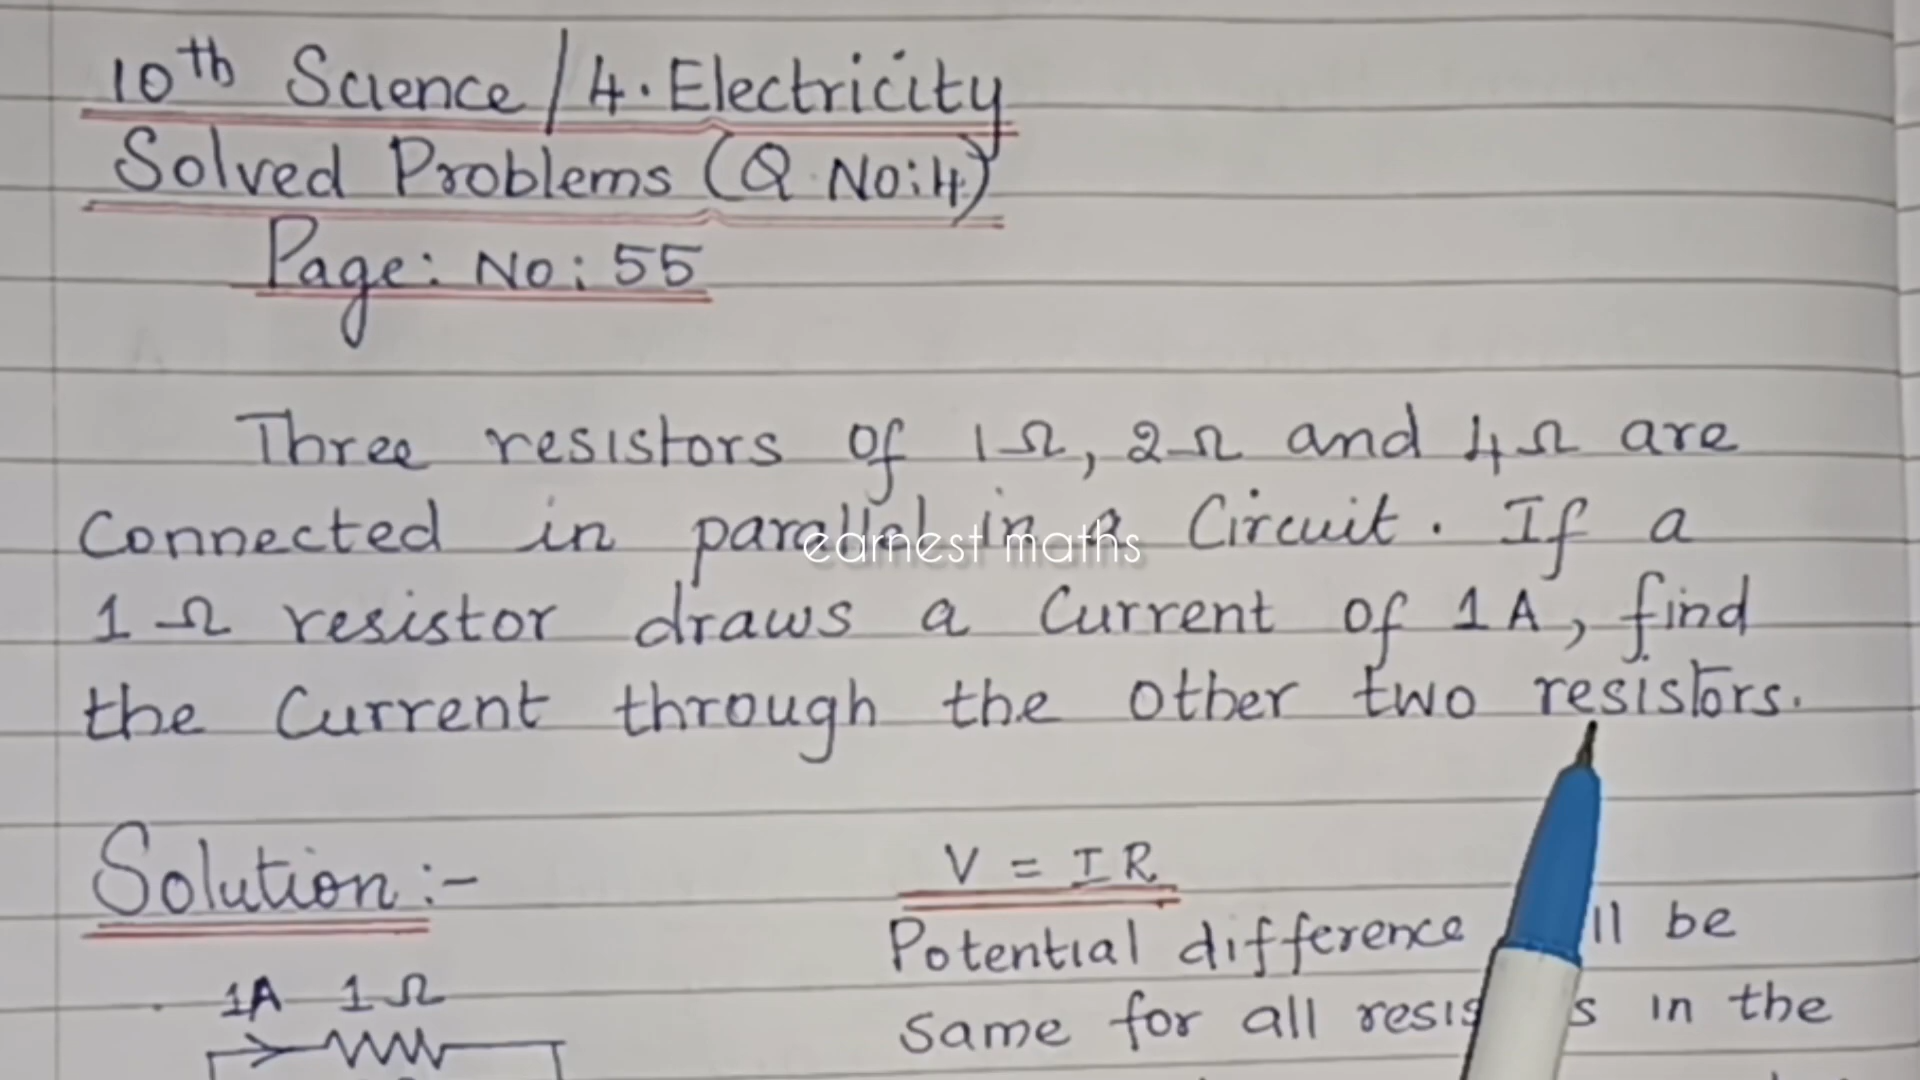 10th Science / 4. Electricity
Solved Problems (Q. No: 4)
Page: No: 55
Three resistors of 1Ω, 2Ω and 4Ω are
Connected in parallel in a Circuit. If a
1Ω resistor draws a Current of 1A, find
the Current through the other two resistors.
earnest maths
Solution :-
V = IR
Potential difference be
same for all in the
1A 1Ω